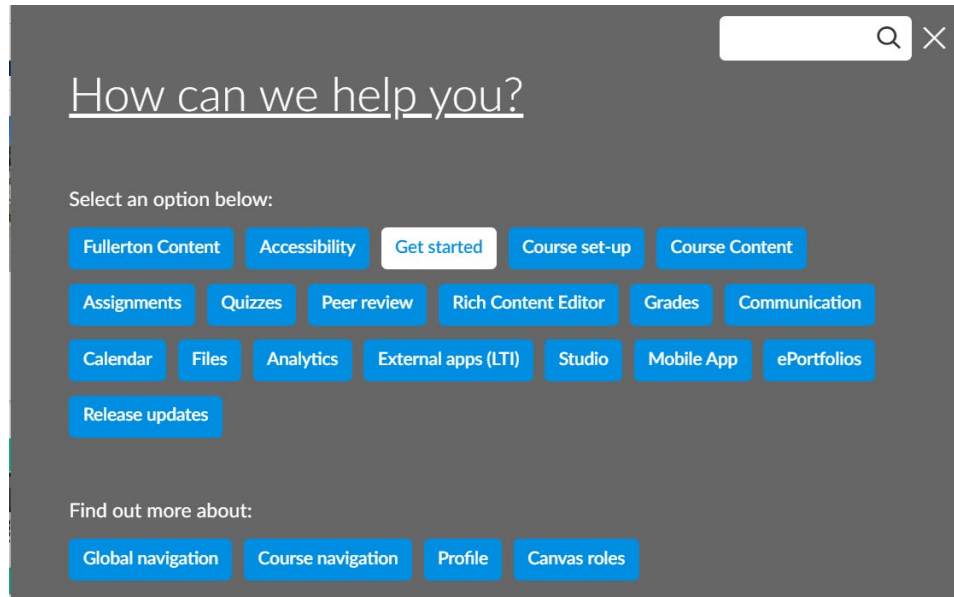 How can we help you?
Select an option below:
Fullerton Content Accessibility Get started Course set-up Course Content
Assignments Quizzes Peer review Rich Content Editor Grades Communication
Calendar Files Analytics External apps (LTI) Studio Mobile App ePortfolios
Release updates
Find out more about:
Global navigation Course navigation Profile Canvas roles